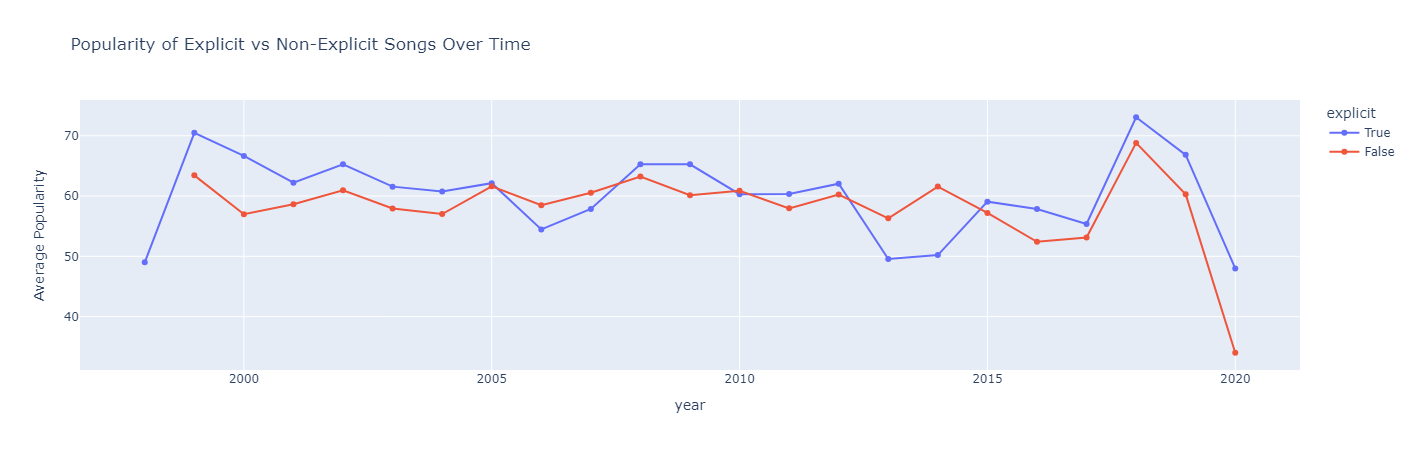 Popularity of Explicit vs Non-Explicit Songs Over Time
explicit
True
False
Average Popularity
70
60
50
40
2000
2005
2010
2015
2020
year